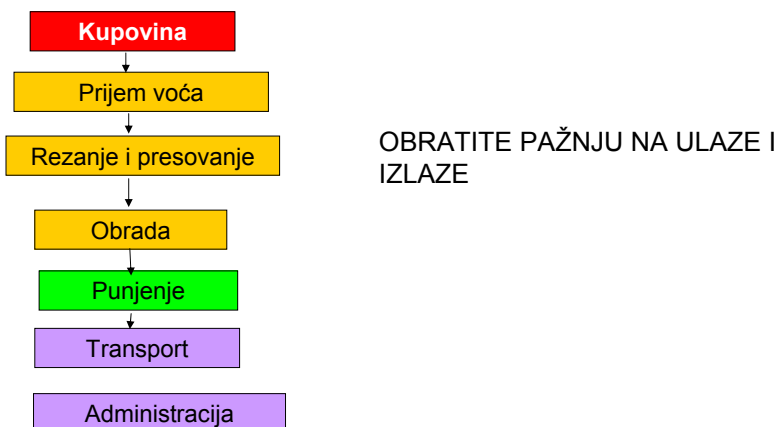 Kupovina
Prijem voća
Rezanje i presovanje
Obrada
Punjenje
Transport
Administracija
OBRATITE PAŽNJU NA ULAZE I
IZLAZE